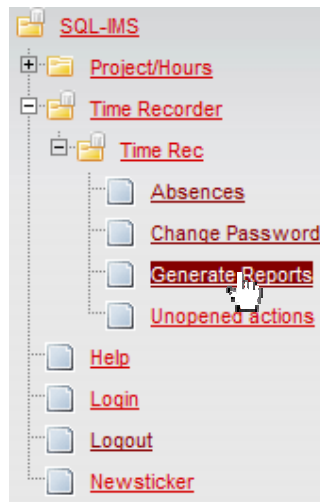 SQL-IMS
Project/Hours
Time Recorder
Time Rec
Absences
Change Password
Generate Reports
Unopened actions
Help
Login
Logout
Newsticker